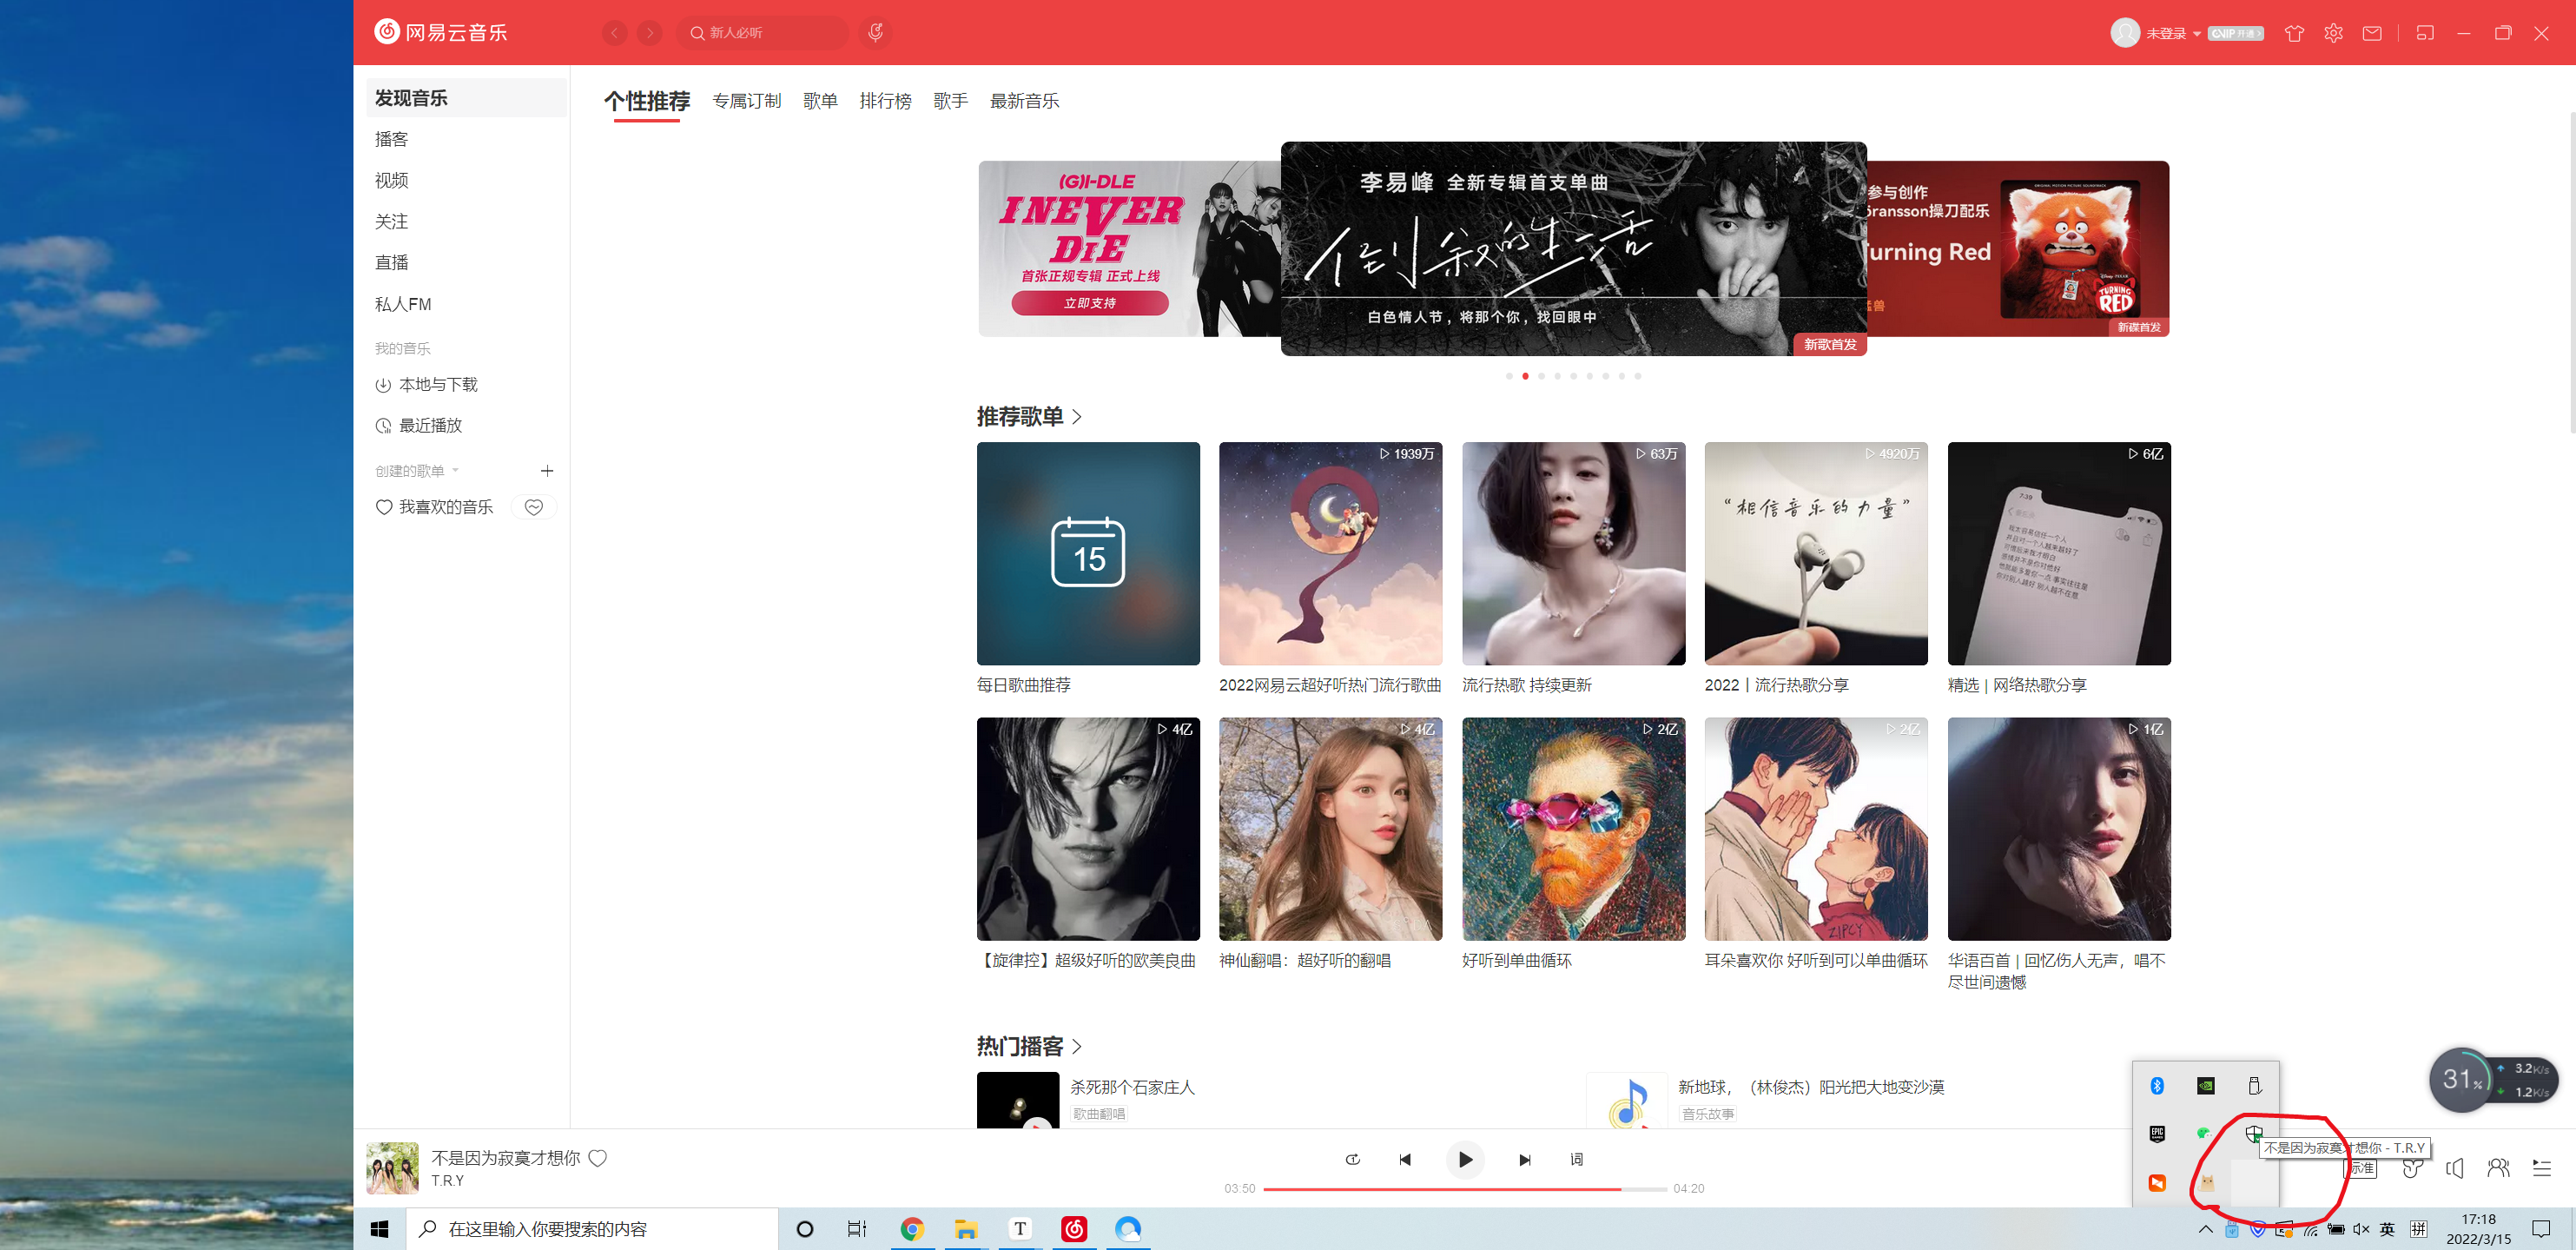 网易云音乐
新人必听
未登录
VIP开通
发现音乐
播客
视频
关注
直播
私人FM
我的音乐
本地与下载
最近播放
创建的歌单
我喜欢的音乐
个性推荐 专属订制 歌单 排行榜 歌手 最新音乐
(G)I-DLE
I NEVER
DIE
首张正规专辑 正式上线
立即支持
李易峰 全新专辑首支单曲
倒叙的生活
白色情人节，将那个你，找回眼中
新歌首发
参与创作
öransson操刀配乐
urning Red
TURNING
RED
新碟首发
推荐歌单
15
1939万
63万
4920万
“相信音乐的力量”
6亿
7:39
每日歌曲推荐
2022网易云超好听热门流行歌曲
流行热歌 持续更新
2022丨流行热歌分享
精选 | 网络热歌分享
4亿
4亿
2亿
2亿
ZIPCY
1亿
【旋律控】超级好听的欧美良曲
神仙翻唱：超好听的翻唱
好听到单曲循环
耳朵喜欢你 好听到可以单曲循环
华语百首 | 回忆伤人无声，唱不
尽世间遗憾
热门播客
杀死那个石家庄人
歌曲翻唱
新地球，（林俊杰）阳光把大地变沙漠
音乐故事
31%
3.2K/s
1.2K/s
EPIC
不是因为寂寞才想你 - T.R.Y
不是因为寂寞才想你
T.R.Y
词
03:50
04:20
标准
在这里输入你要搜索的内容
T
英
拼
17:18
2022/3/15